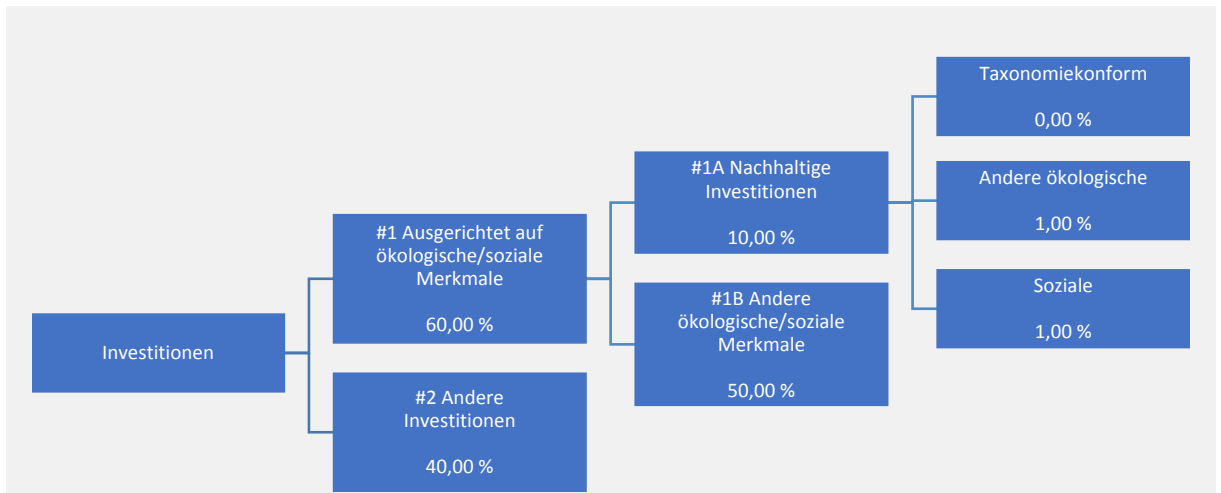 Investitionen
#1 Ausgerichtet auf
ökologische/soziale
Merkmale
60,00 %
#2 Andere
Investitionen
40,00 %
#1A Nachhaltige
Investitionen
10,00 %
#1B Andere
ökologische/soziale
Merkmale
50,00 %
Taxonomiekonform
0,00 %
Andere ökologische
1,00 %
Soziale
1,00 %